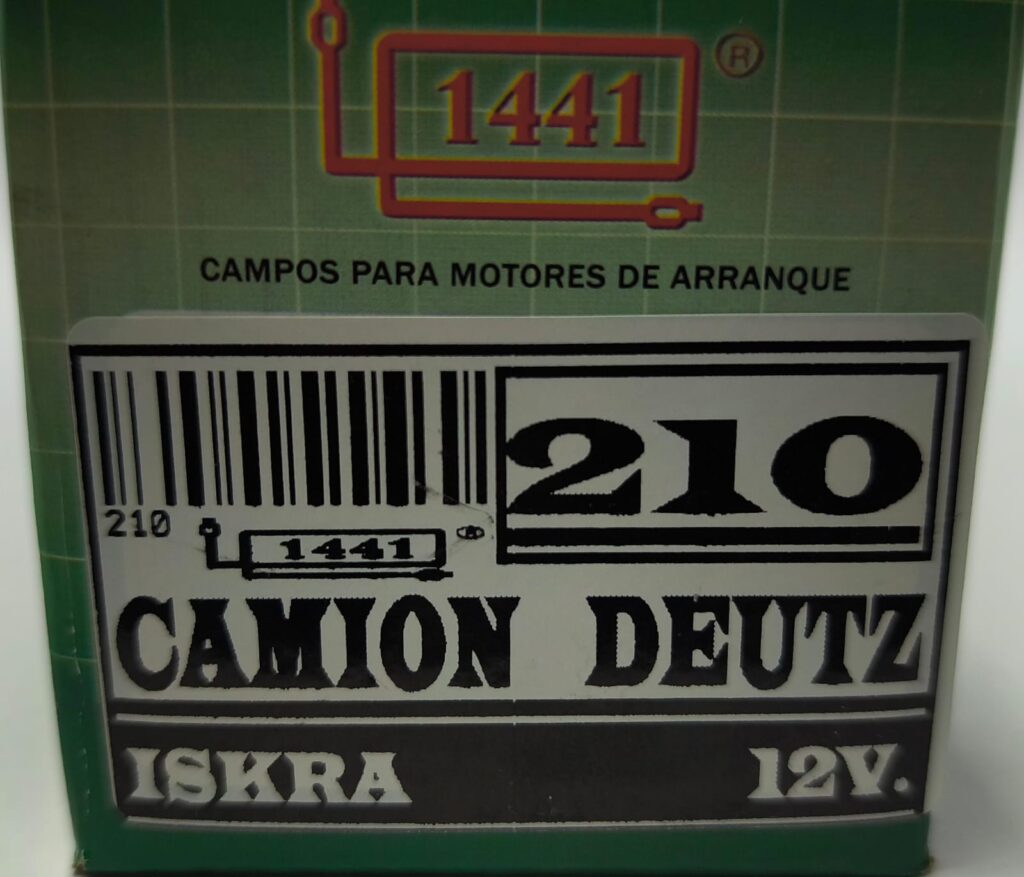 1441 ®
CAMPOS PARA MOTORES DE ARRANQUE
210
210
1441 ®
CAMION DEUTZ
ISKRA 12V.